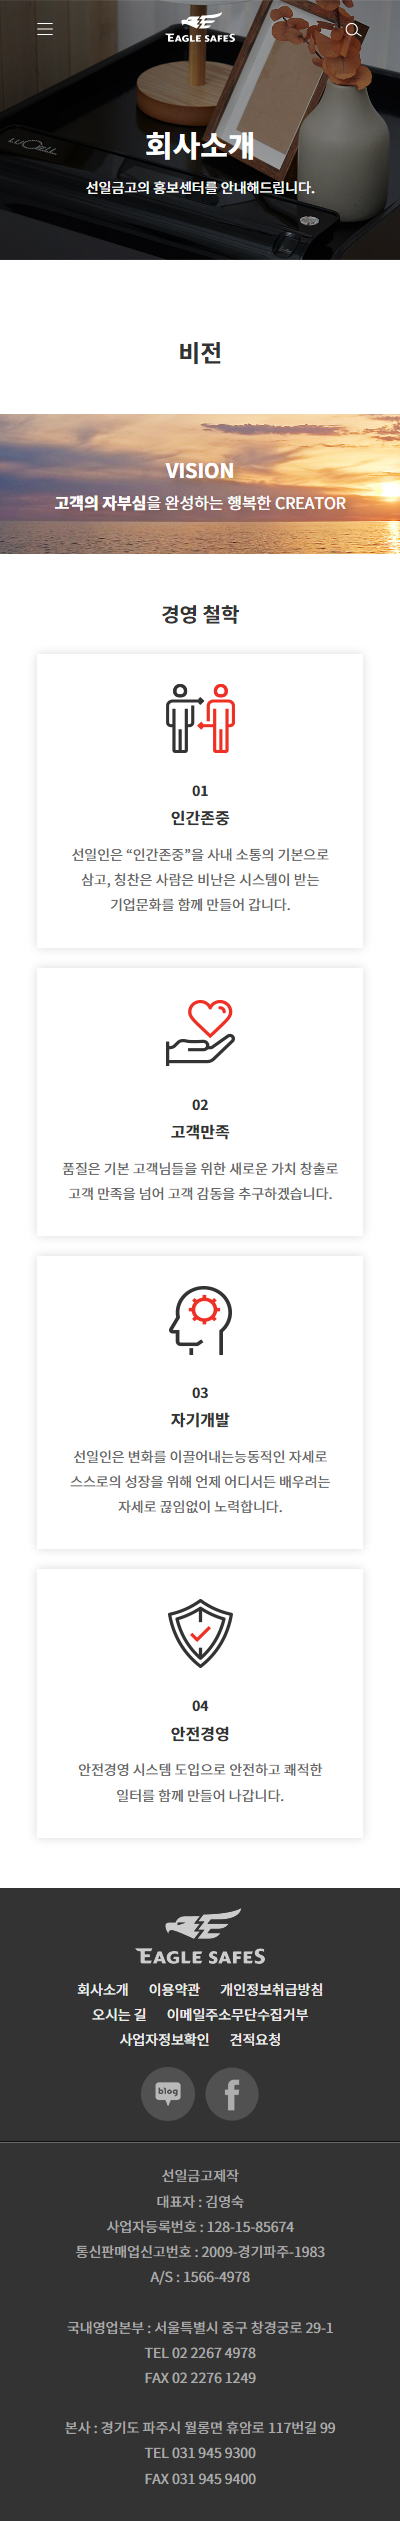 EAGLE SAFES
LUCELL
회사소개
선일금고의 홍보센터를 안내해드립니다.
비전
VISION
고객의 자부심을 완성하는 행복한 CREATOR
경영 철학
01
인간존중
선일인은 “인간존중”을 사내 소통의 기본으로
삼고, 칭찬은 사람은 비난은 시스템이 받는
기업문화를 함께 만들어 갑니다.
02
고객만족
품질은 기본 고객님들을 위한 새로운 가치 창출로
고객 만족을 넘어 고객 감동을 추구하겠습니다.
03
자기개발
선일인은 변화를 이끌어내는능동적인 자세로
스스로의 성장을 위해 언제 어디서든 배우려는
자세로 끊임없이 노력합니다.
04
안전경영
안전경영 시스템 도입으로 안전하고 쾌적한
일터를 함께 만들어 나갑니다.
EAGLE SAFES
회사소개 이용약관 개인정보취급방침
오시는 길 이메일주소무단수집거부
사업자정보확인 견적요청
blog
선일금고제작
대표자 : 김영숙
사업자등록번호 : 128-15-85674
통신판매업신고번호 : 2009-경기파주-1983
A/S : 1566-4978
국내영업본부 : 서울특별시 중구 창경궁로 29-1
TEL 02 2267 4978
FAX 02 2276 1249
본사 : 경기도 파주시 월롱면 휴암로 117번길 99
TEL 031 945 9300
FAX 031 945 9400